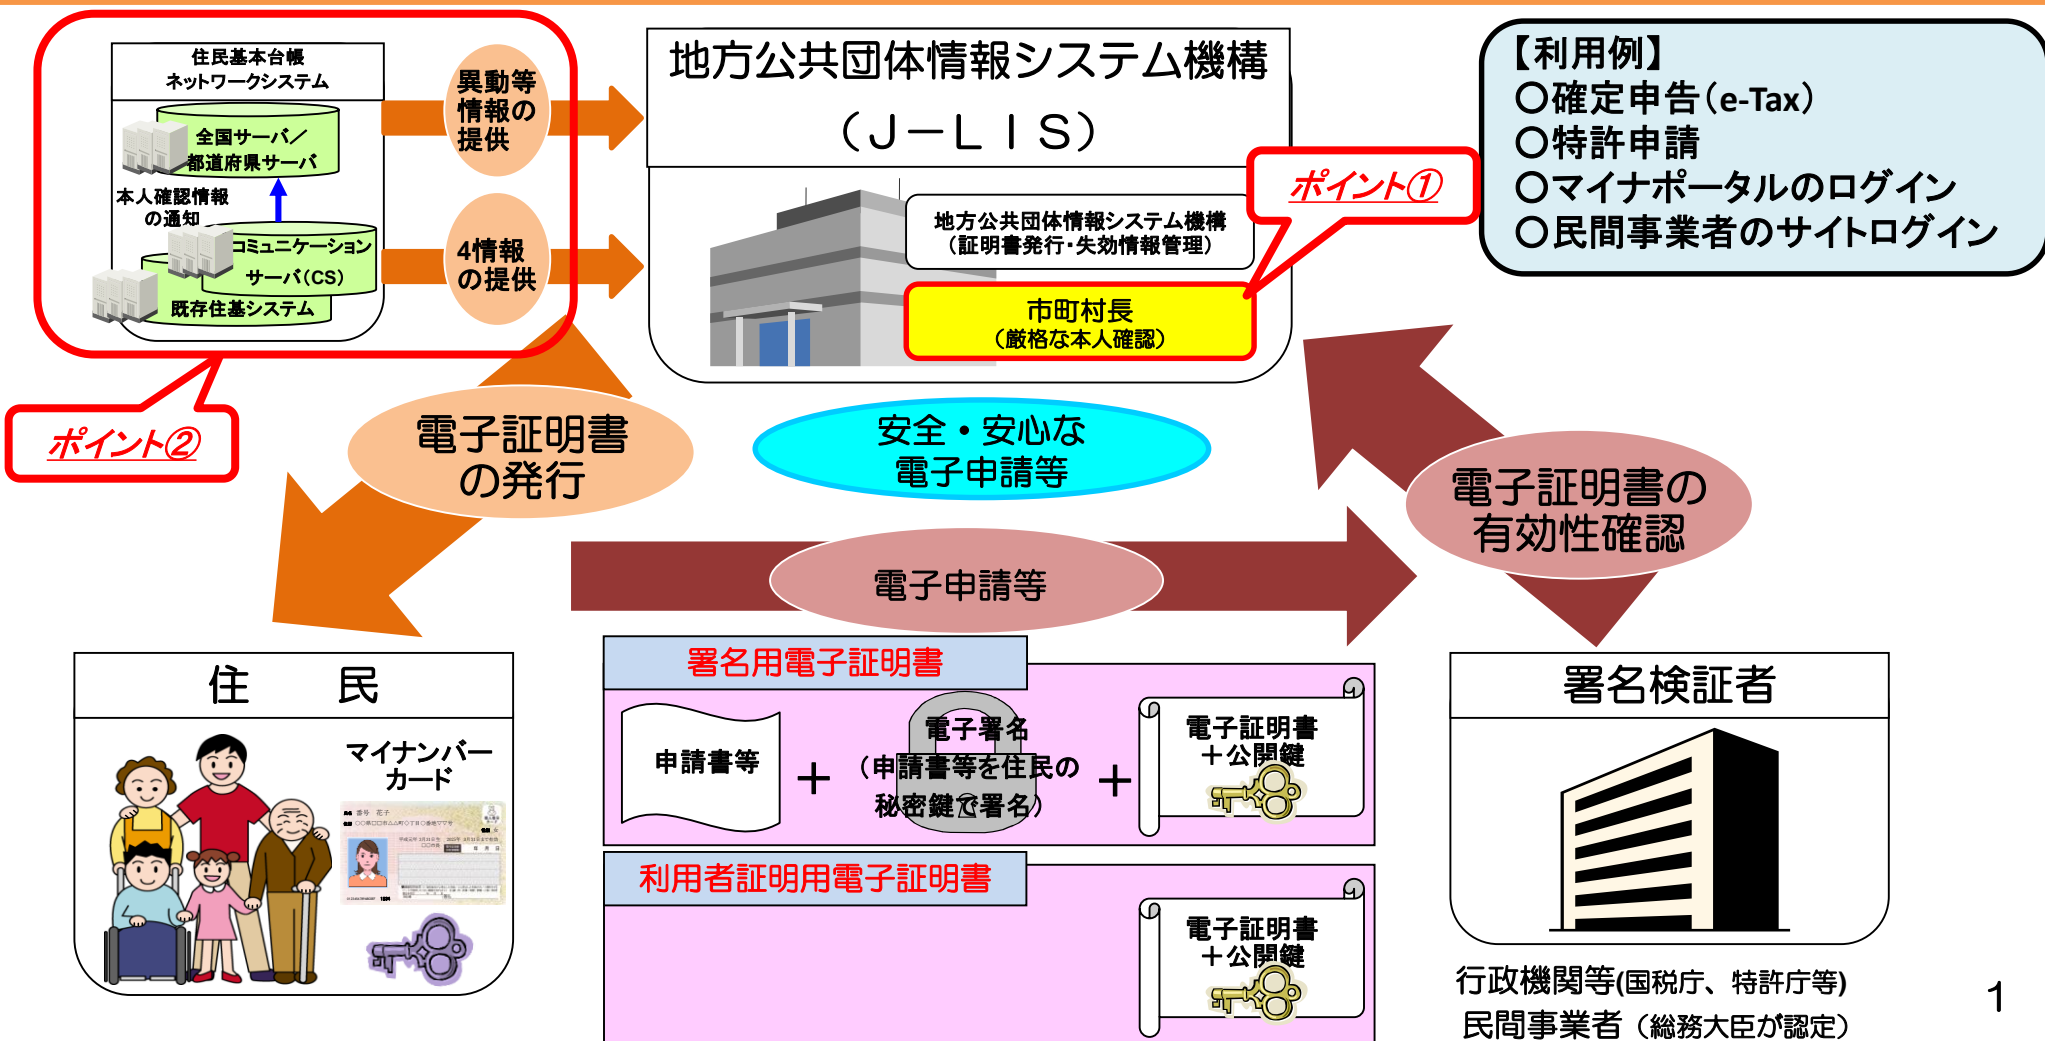 住民基本台帳
ネットワークシステム
全国サーバ／
都道府県サーバ
本人確認情報
の通知
コミュニケーション
サーバ(CS)
既存住基システム
異動等
情報の
提供
4情報
の提供
ポイント②
地方公共団体情報システム機構
（J－LIS）
地方公共団体情報システム機構
（証明書発行・失効情報管理）
市町村長
（厳格な本人確認）
ポイント①
【利用例】
〇確定申告（e-Tax）
〇特許申請
〇マイナポータルのログイン
〇民間事業者のサイトログイン
電子証明書
の発行
安全・安心な
電子申請等
電子証明書の
有効性確認
電子申請等
住　民
マイナンバー
カード
番号 花子
署名用電子証明書
申請書等
＋
電子署名
（申請書等を住民の
秘密鍵で署名）
＋
電子証明書
＋公開鍵
利用者証明用電子証明書
電子証明書
＋公開鍵
署名検証者
行政機関等(国税庁、特許庁等)
民間事業者（総務大臣が認定）
1